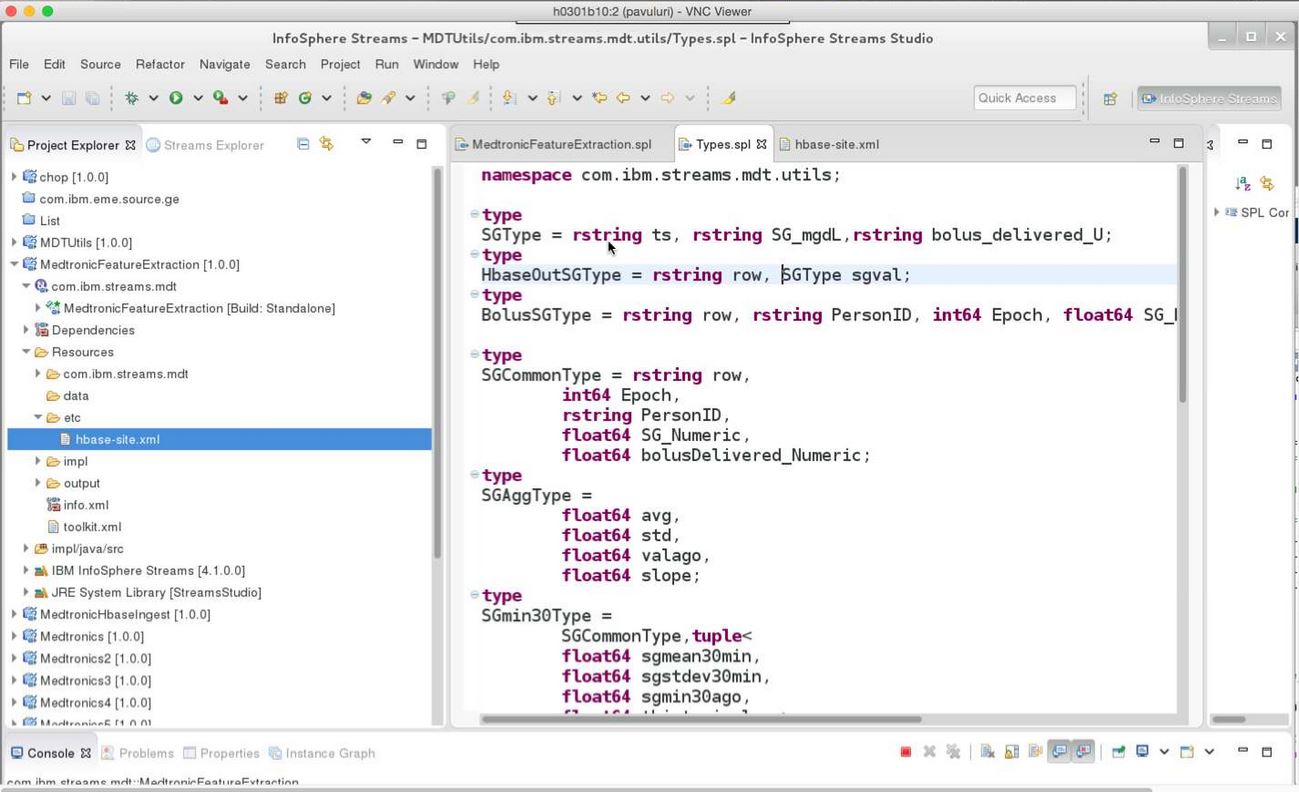 h0301b10:2 (pavuluri) - VNC Viewer
InfoSphere Streams – MDTUtils/com.ibm.streams.mdt.utils/Types.spl – InfoSphere Streams Studio
File Edit Source Refactor Navigate Search Project Run Window Help
Quick Access
InfoSphere Streams
Project Explorer
Streams Explorer
chop [1.0.0]
com.ibm.eme.source.ge
List
MDTUtils [1.0.0]
MedtronicFeatureExtraction [1.0.0]
com.ibm.streams.mdt
MedtronicFeatureExtraction [Build: Standalone]
Dependencies
Resources
com.ibm.streams.mdt
data
etc
hbase-site.xml
impl
output
info.xml
toolkit.xml
impl/java/src
IBM InfoSphere Streams [4.1.0.0]
JRE System Library [StreamsStudio]
MedtronicHbaseIngest [1.0.0]
Medtronics [1.0.0]
Medtronics2 [1.0.0]
Medtronics3 [1.0.0]
Medtronics4 [1.0.0]
Medtronics5 [1.0.0]
MedtronicFeatureExtraction.spl
Types.spl
hbase-site.xml
namespace com.ibm.streams.mdt.utils;
type
SGType = rstring ts, rstring SG_mgdL,rstring bolus_delivered_U;
type
HbaseOutSGType = rstring row, SGType sgval;
type
BolusSGType = rstring row, rstring PersonID, int64 Epoch, float64 SG_
type
SGCommonType = rstring row,
int64 Epoch,
rstring PersonID,
float64 SG_Numeric,
float64 bolusDelivered_Numeric;
type
SGAggType =
float64 avg,
float64 std,
float64 valago,
float64 slope;
type
SGmin30Type =
SGCommonType,tuple<
float64 sgmean30min,
float64 sgstdev30min,
float64 sgmin30ago,
SPL Cor
Console
Problems
Properties
Instance Graph
com.ibm.streams.mdt::MedtronicFeatureExtraction